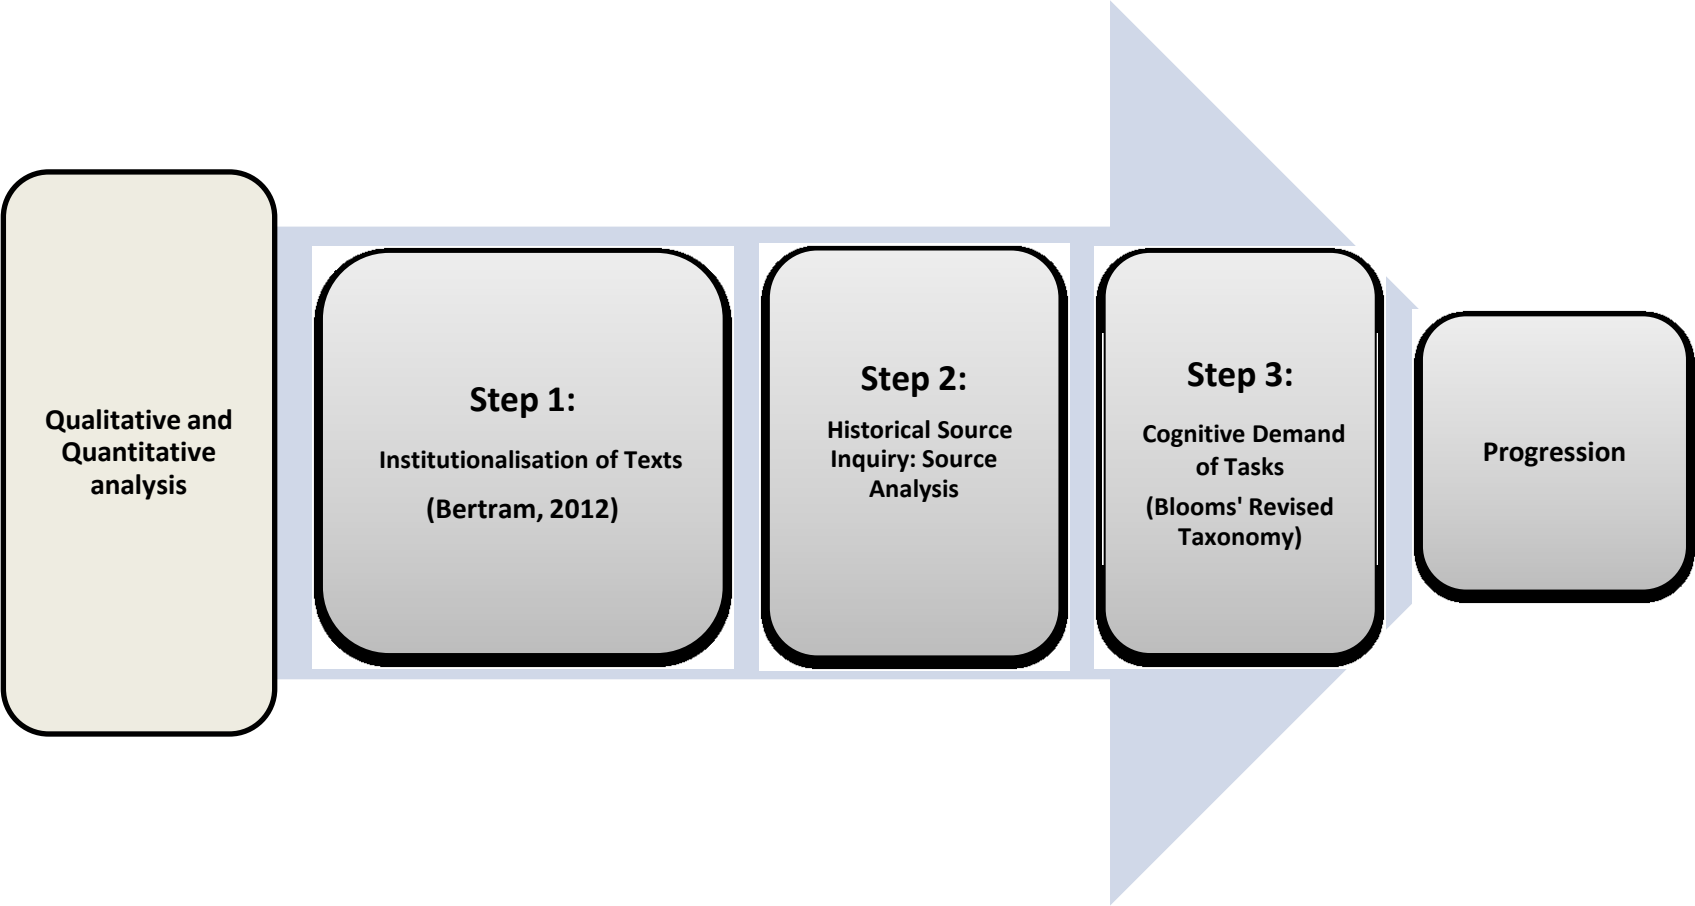 Qualitative and
Quantitative
analysis
Step 1:
Institutionalisation of Texts
(Bertram, 2012)
Step 2:
Historical Source
Inquiry: Source
Analysis
Step 3:
Cognitive Demand
of Tasks
(Blooms' Revised
Taxonomy)
Progression